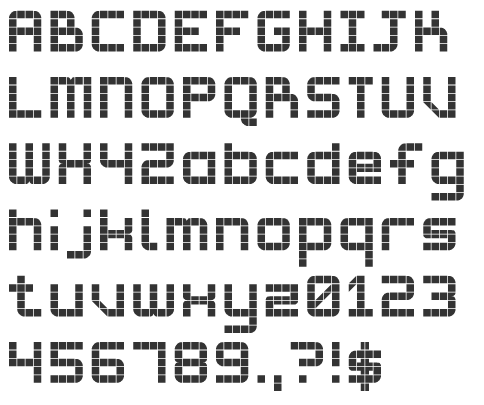 ABCDEFGHIJK
LMNOPQRSTUV
WXYZabcdefg
hijklmnopqrs
tuvwxyz0123
456789.,?!$